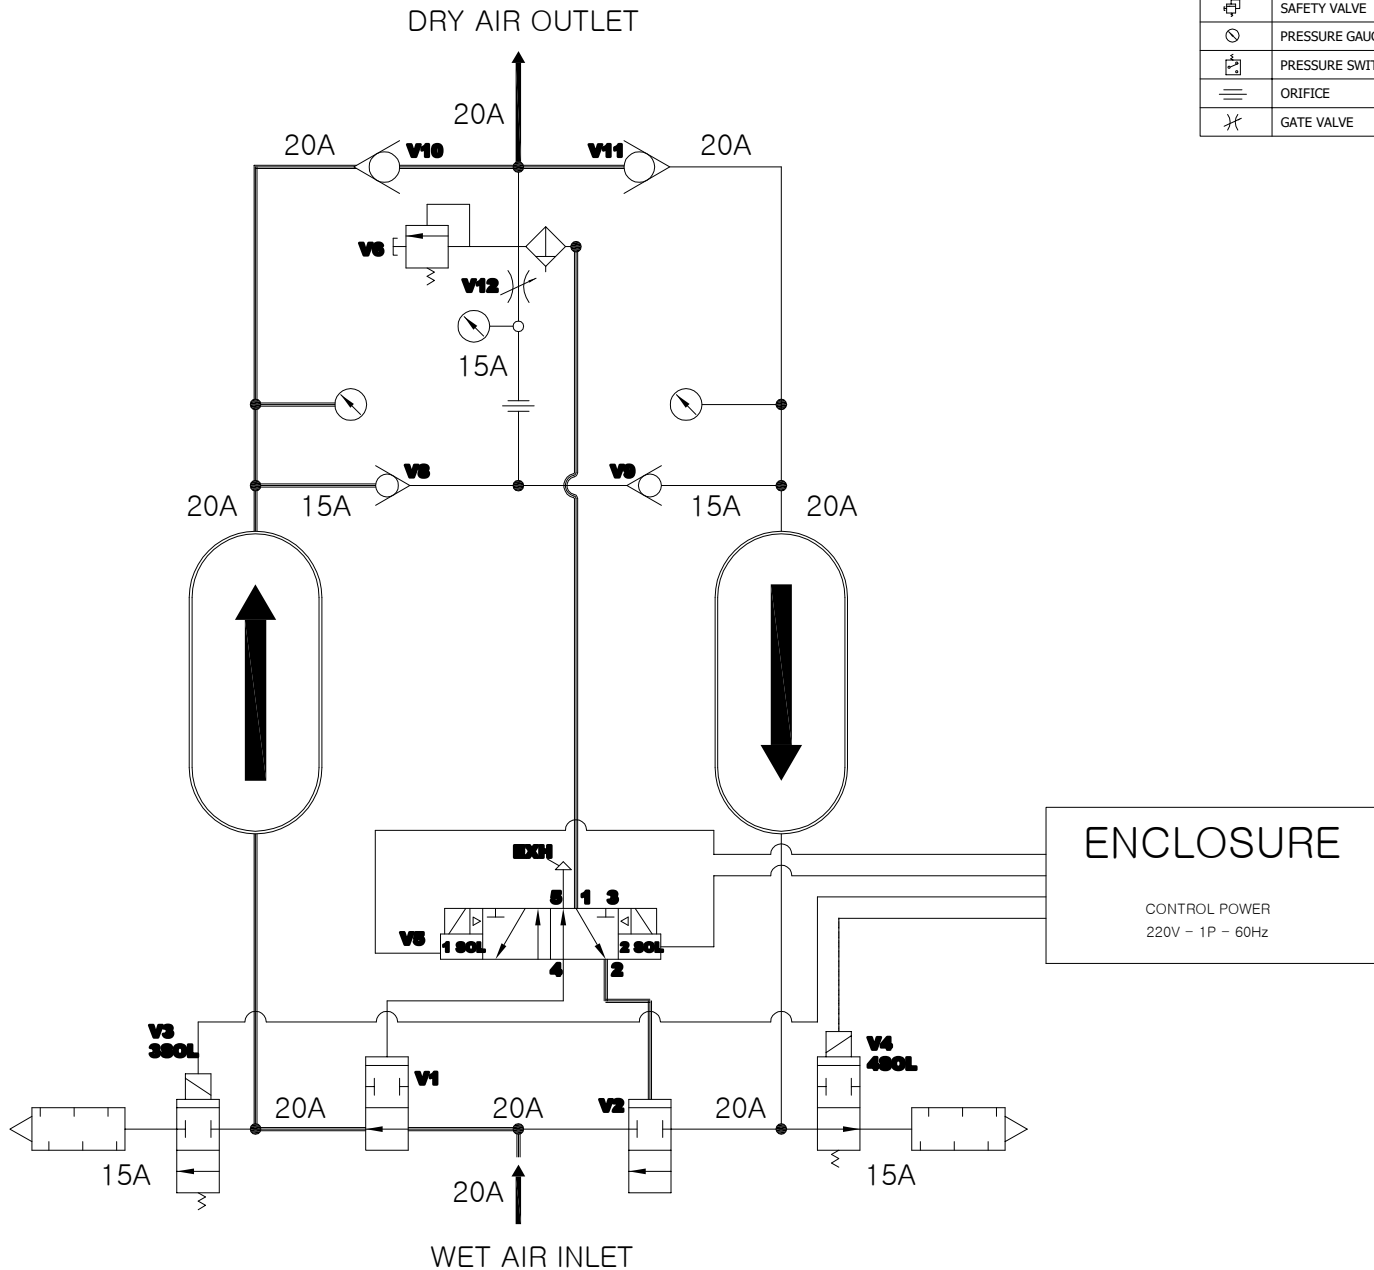 DRY AIR OUTLET
SAFETY VALVE
PRESSURE
PRESSURE
ORIFICE
GATE VALVE
20A
20A
V10
V11
20A
V6
V12
15A
V8
V9
20A
15A
15A
20A
EXH
ENCLOSURE
CONTROL POWER
220V - 1P - 60Hz
5 1 3
V5
1 SOL
2 SOL
4
2
V3
3SOL
V1
V4
4SOL
20A
20A
V2
20A
15A
20A
15A
WET AIR INLET